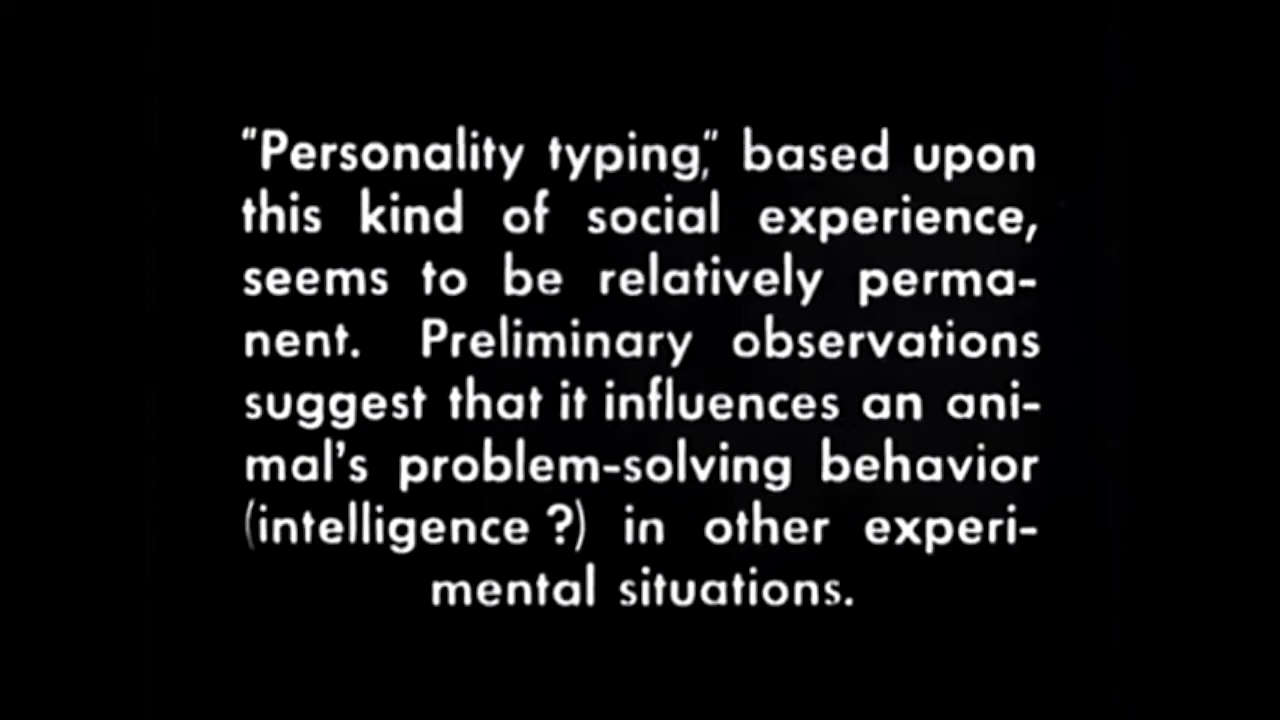 "Personality typing," based upon
this kind of social experience,
seems to be relatively perma-
nent. Preliminary observations
suggest that it influences an ani-
mal's problem-solving behavior
(intelligence ?) in other experi-
mental situations.